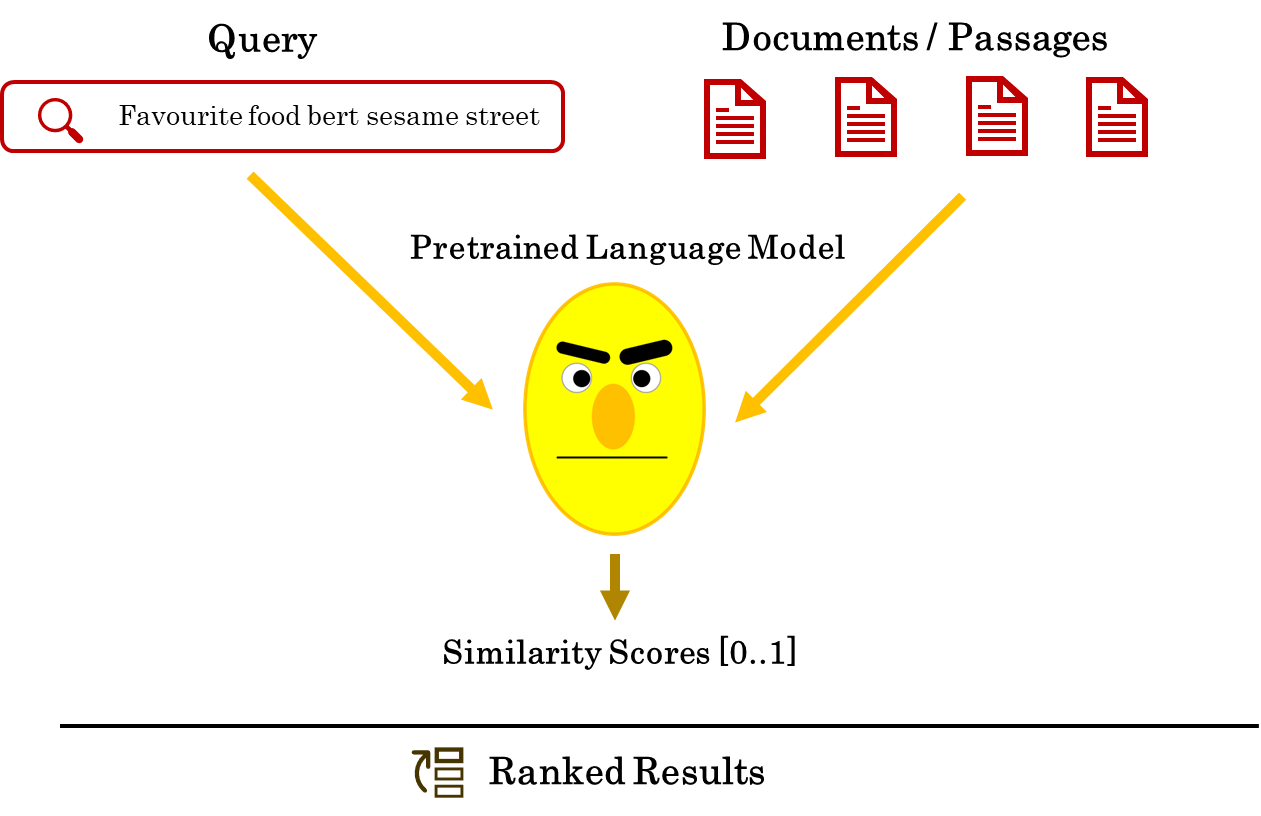 Query
Documents / Passages
Favourite food bert sesame street
Pretrained Language Model
Similarity Scores [0..1]
Ranked Results